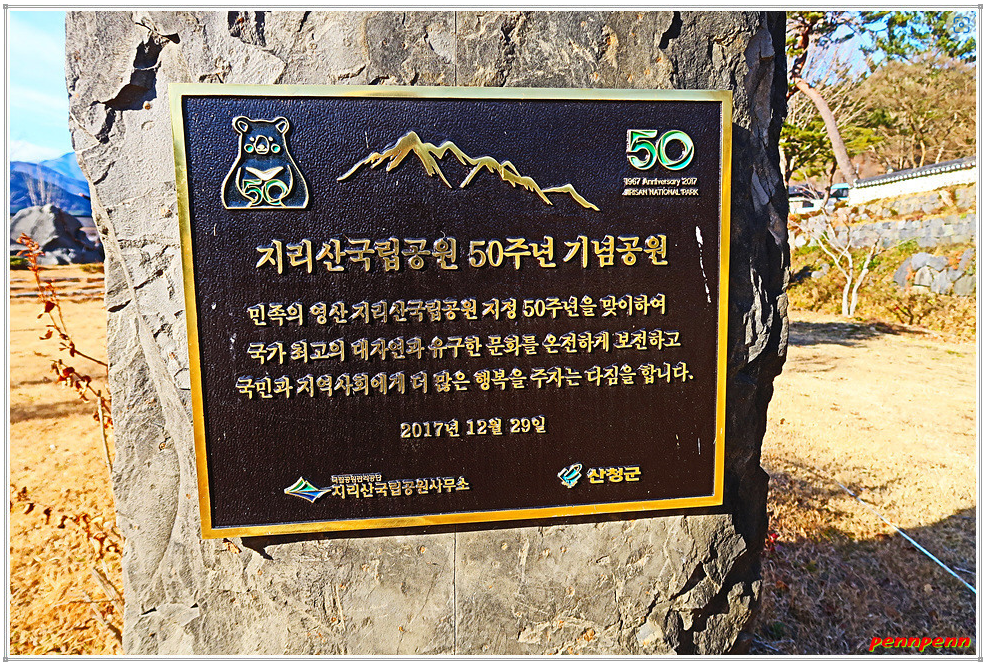 50
50
1967 Anniversary 2017
JIRISAN NATIONAL PARK
지리산국립공원 50주년 기념공원
민족의 영산 지리산국립공원 지정 50주년을 맞이하여
국가 최고의 대자연과 유구한 문화를 온전하게 보전하고
국민과 지역사회에게 더 많은 행복을 주자는 다짐을 합니다.
2017년 12월 29일
국립공원관리공단
지리산국립공원사무소
산청군
pennpenn